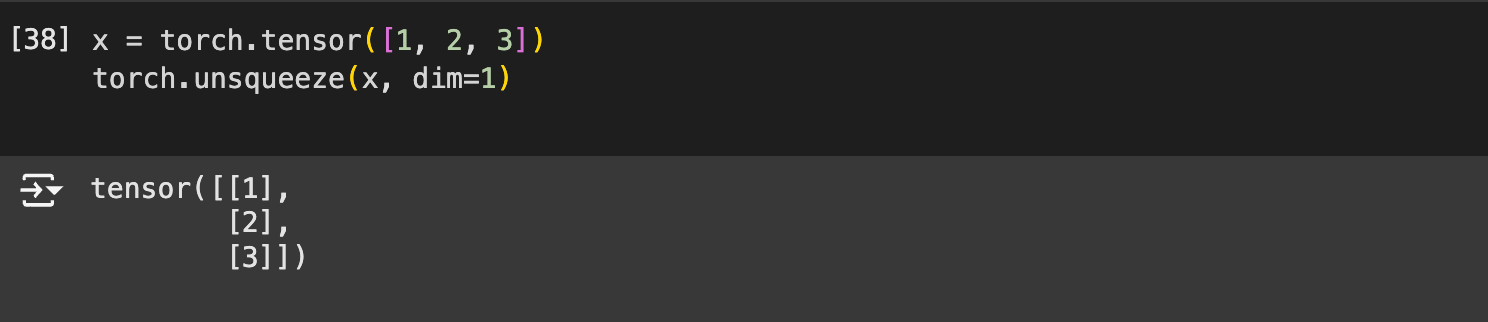 [38] x = torch.tensor([1, 2, 3])
torch.unsqueeze(x, dim=1)
tensor([[1],
[2],
[3]])